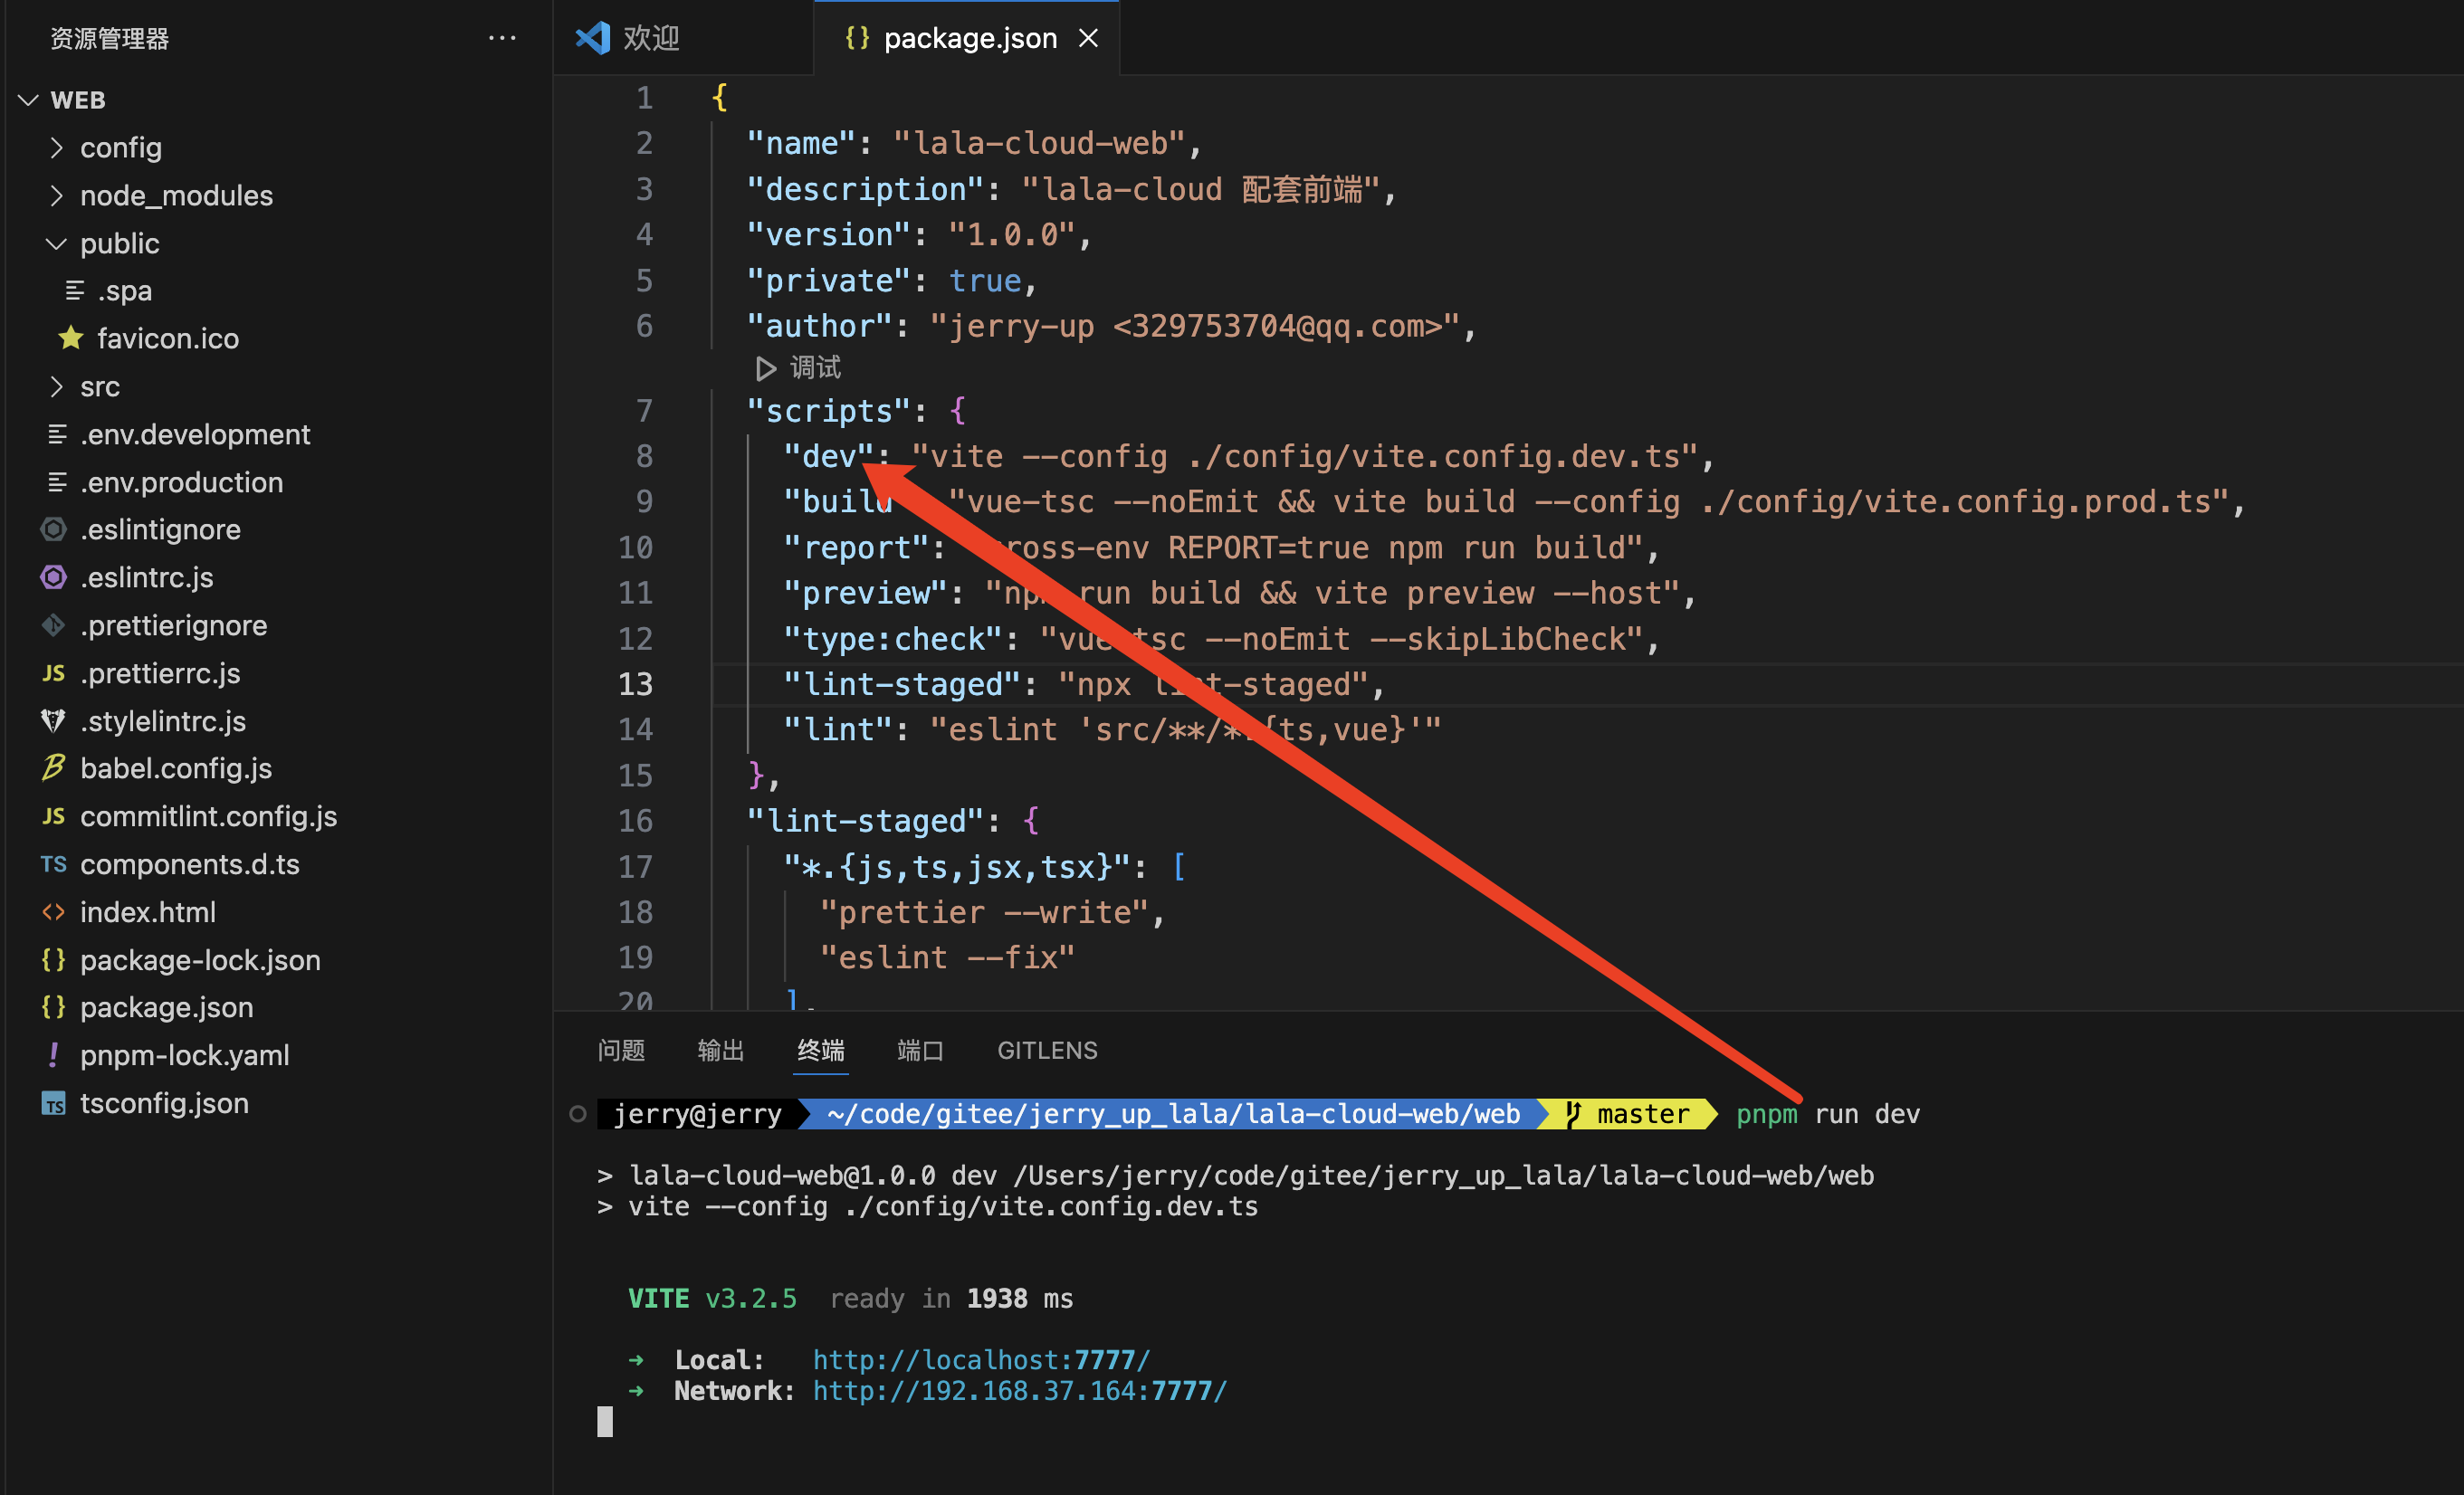 资源管理器
WEB
config
node_modules
public
.spa
favicon.ico
src
.env.development
.env.production
.eslintignore
.eslintrc.js
.prettierignore
.prettierrc.js
.stylelintrc.js
babel.config.js
commitlint.config.js
components.d.ts
index.html
package-lock.json
package.json
pnpm-lock.yaml
tsconfig.json
欢迎
{} package.json
1 {
2 "name": "lala-cloud-web",
3 "description": "lala-cloud 配套前端",
4 "version": "1.0.0",
5 "private": true,
6 "author": "jerry-up <329753704@qq.com>",
调试
7 "scripts": {
8 "dev": "vite --config ./config/vite.config.dev.ts",
9 "build "vue-tsc --noEmit && vite build --config ./config/vite.config.prod.ts",
10 "report": ross-env REPORT=true npm run build",
11 "preview": "npm run build && vite preview --host",
12 "type:check": "vue-tsc --noEmit --skipLibCheck",
13 "lint-staged": "npx lint-staged",
14 "lint": "eslint 'src/**/*.{ts,vue}'"
15 },
16 "lint-staged": {
17 "*.{js,ts,jsx,tsx}": [
18 "prettier --write",
19 "eslint --fix"
20 ],
问题 输出 终端 端口 GITLENS
jerry@jerry ~/code/gitee/jerry_up_lala/lala-cloud-web/web master pnpm run dev
> lala-cloud-web@1.0.0 dev /Users/jerry/code/gitee/jerry_up_lala/lala-cloud-web/web
> vite --config ./config/vite.config.dev.ts
VITE v3.2.5 ready in 1938 ms
➜ Local: http://localhost:7777/
➜ Network: http://192.168.37.164:7777/